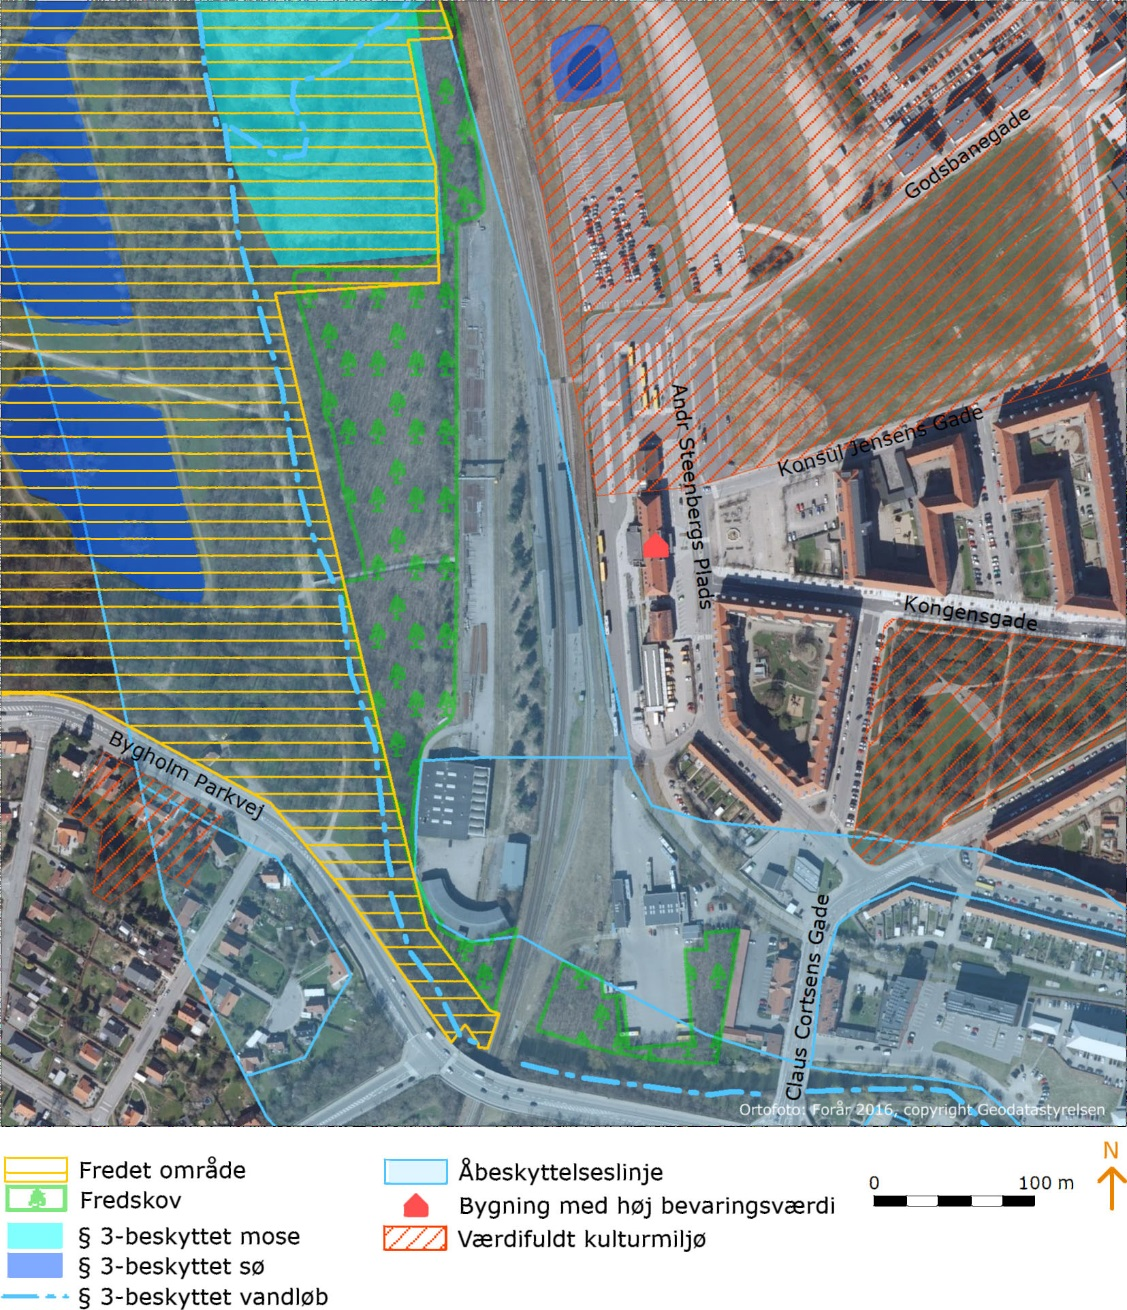 Godsbanegade
Andr Steenbergs Plads
Konsul Jensens Gade
Kongensgade
Bygholm Parkvej
Claus Cortsens Gade
Ortofoto: Forår 2016, copyright Geodatastyrelsen
Fredet område
Fredskov
§ 3-beskyttet mose
§ 3-beskyttet sø
§ 3-beskyttet vandløb
Åbeskyttelseslinje
Bygning med høj bevaringsværdi
Værdifuldt kulturmiljø
0 100 m
N